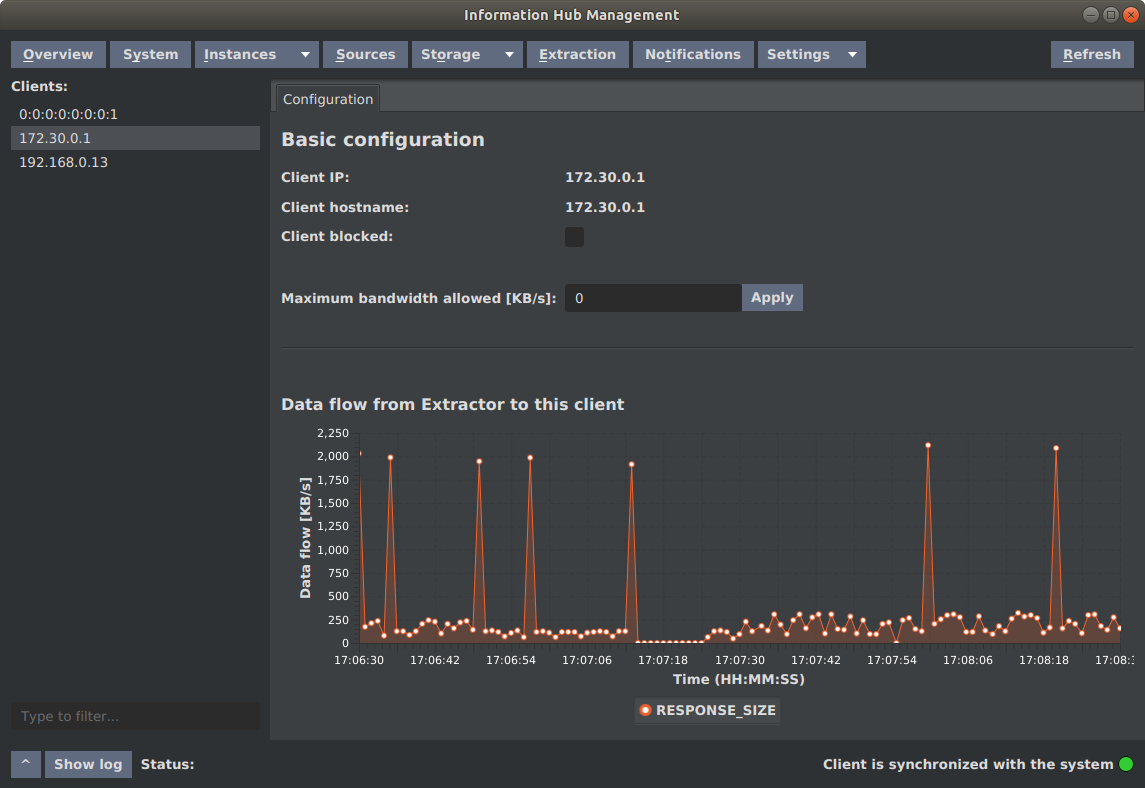 Information Hub Management
Overview System Instances Sources Storage Extraction Notifications Settings Refresh
Clients:
0:0:0:0:0:0:0:1
172.30.0.1
192.168.0.13
Type to filter...
Configuration
Basic configuration
Client IP: 172.30.0.1
Client hostname: 172.30.0.1
Client blocked:
Maximum bandwidth allowed [KB/s]: 0 Apply
Data flow from Extractor to this client
Data flow [KB/s]
2,250
2,000
1,750
1,500
1,250
1,000
750
500
250
0
17:06:30 17:06:42 17:06:54 17:07:06 17:07:18 17:07:30 17:07:42 17:07:54 17:08:06 17:08:18 17:08:
Time (HH:MM:SS)
RESPONSE_SIZE
^ Show log Status: Client is synchronized with the system